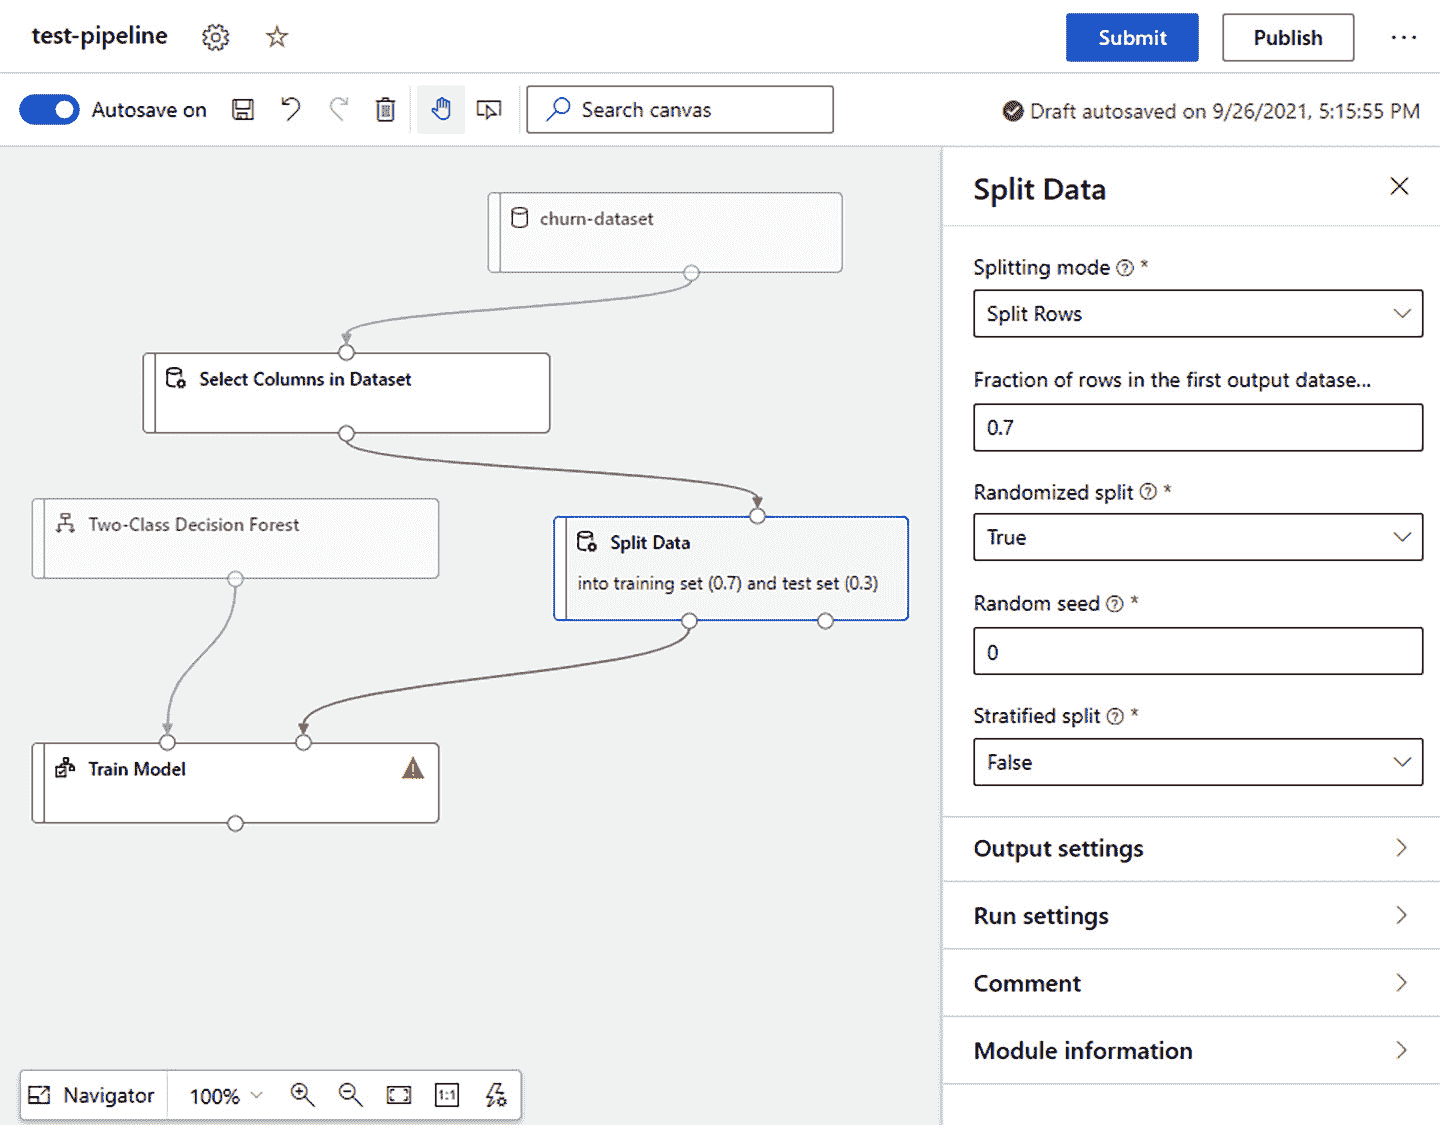 test-pipeline
Submit
Publish
Autosave on
Search canvas
Draft autosaved on 9/26/2021, 5:15:55 PM
churn-dataset
Select Columns in Dataset
Two-Class Decision Forest
Split Data
into training set (0.7) and test set (0.3)
Train Model
Navigator
100%
1:1
Split Data
Splitting mode ? *
Split Rows
Fraction of rows in the first output datase...
0.7
Randomized split ? *
True
Random seed ? *
0
Stratified split ? *
False
Output settings
Run settings
Comment
Module information